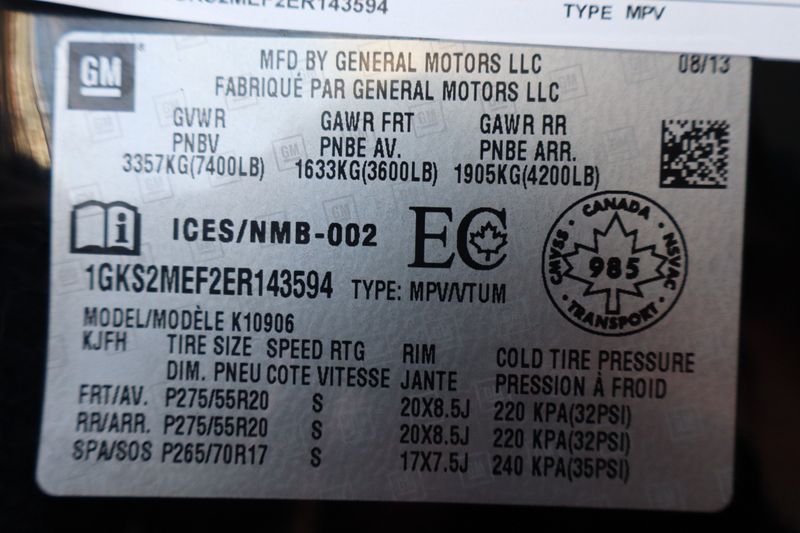 GKS2MEF2ER143594
TYPE MPV
GM
MFD BY GENERAL MOTORS LLC 08/13
FABRIQUÉ PAR GENERAL MOTORS LLC
GVWR GAWR FRT GAWR RR
PNBV PNBE AV. PNBE ARR.
3357KG(7400LB) 1633KG(3600LB) 1905KG(4200LB)
i ICES/NMB-002 EC
CANADA
CMVSS 985 NSVAC
TRANSPORT
1GKS2MEF2ER143594 TYPE: MPV/VTUM
MODEL/MODÈLE K10906
KJFH TIRE SIZE SPEED RTG RIM COLD TIRE PRESSURE
DIM. PNEU COTE VITESSE JANTE PRESSION À FROID
FRT/AV. P275/55R20 S 20X8.5J 220 KPA(32PSI)
RR/ARR. P275/55R20 S 20X8.5J 220 KPA(32PSI)
SPA/SOS P265/70R17 S 17X7.5J 240 KPA(35PSI)